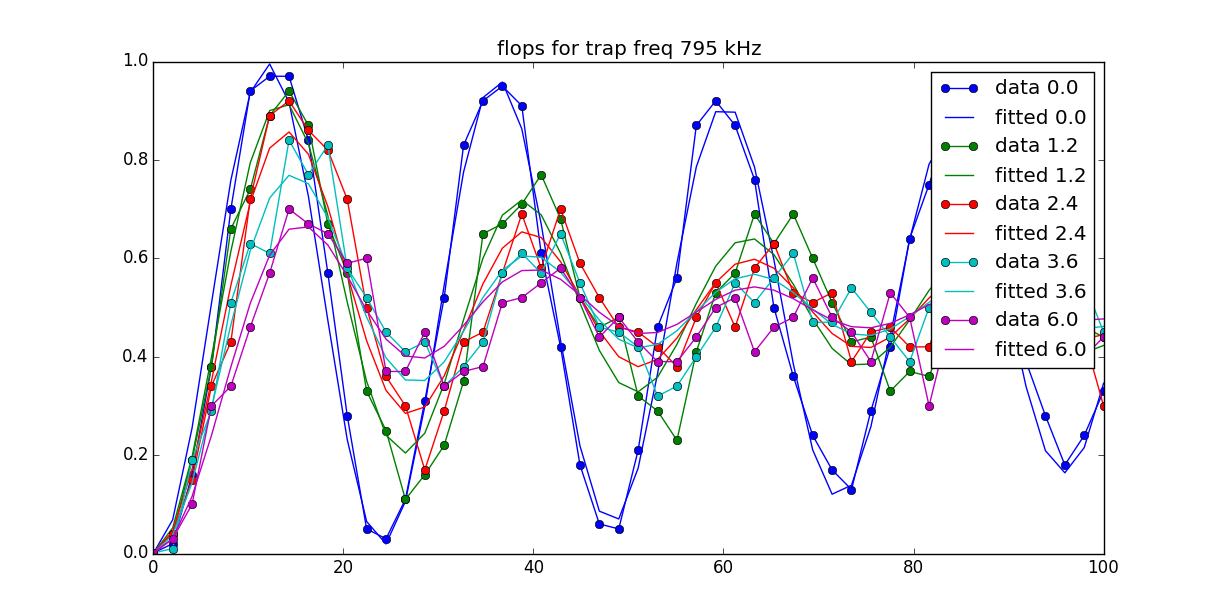 flops for trap freq 795 kHz
1.0
0.8
0.6
0.4
0.2
0.0
0 20 40 60 80 100
data 0.0
fitted 0.0
data 1.2
fitted 1.2
data 2.4
fitted 2.4
data 3.6
fitted 3.6
data 6.0
fitted 6.0